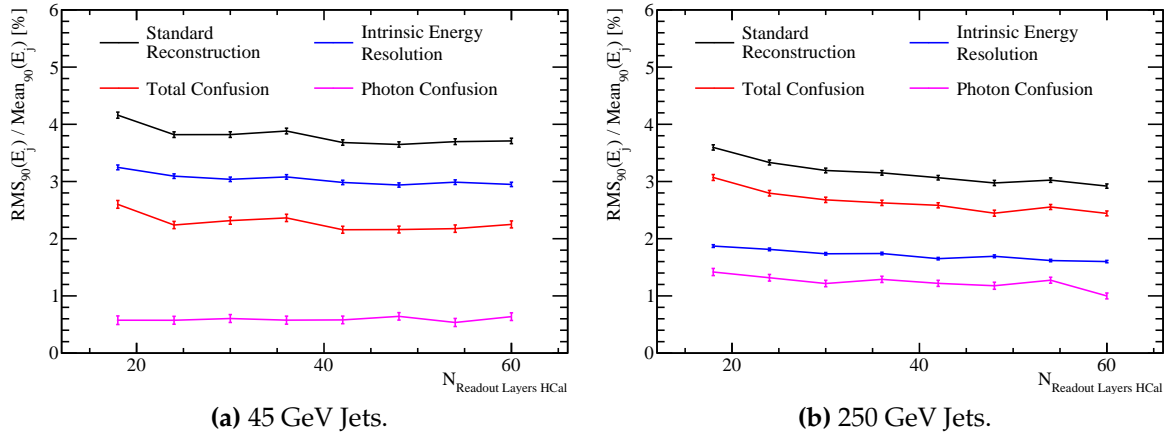 RMS90(Ej) / Mean90(Ej) [%]
6
5
4
3
2
1
0
Standard Reconstruction
Intrinsic Energy Resolution
Total Confusion
Photon Confusion
20
40
60
N Readout Layers HCal
(a) 45 GeV Jets.
RMS90(Ej) / Mean90(Ej) [%]
6
5
4
3
2
1
0
Standard Reconstruction
Intrinsic Energy Resolution
Total Confusion
Photon Confusion
20
40
60
N Readout Layers HCal
(b) 250 GeV Jets.